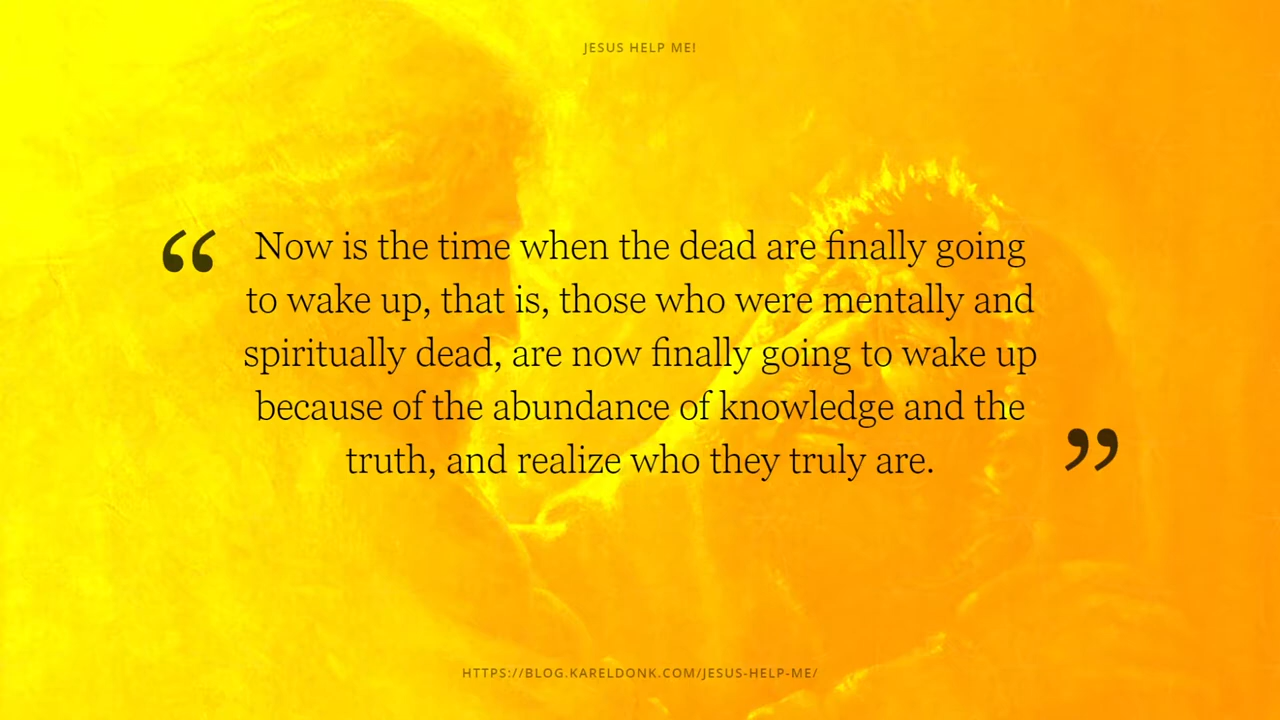 JESUS HELP ME!
“ Now is the time when the dead are finally going
to wake up, that is, those who were mentally and
spiritually dead, are now finally going to wake up
because of the abundance of knowledge and the
truth, and realize who they truly are. ”
HTTPS://BLOG.KARELDONK.COM/JESUS-HELP-ME/